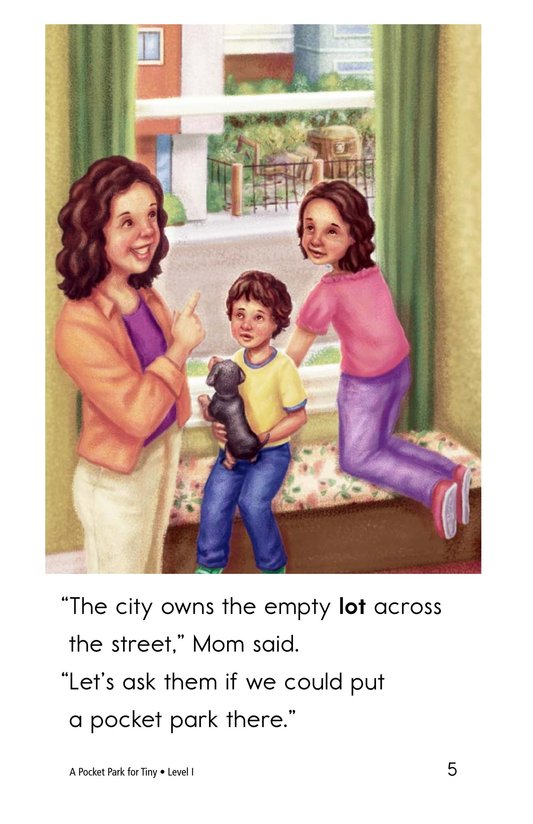 “The city owns the empty lot across
the street,” Mom said.
“Let’s ask them if we could put
a pocket park there.”
A Pocket Park for Tiny • Level I
5